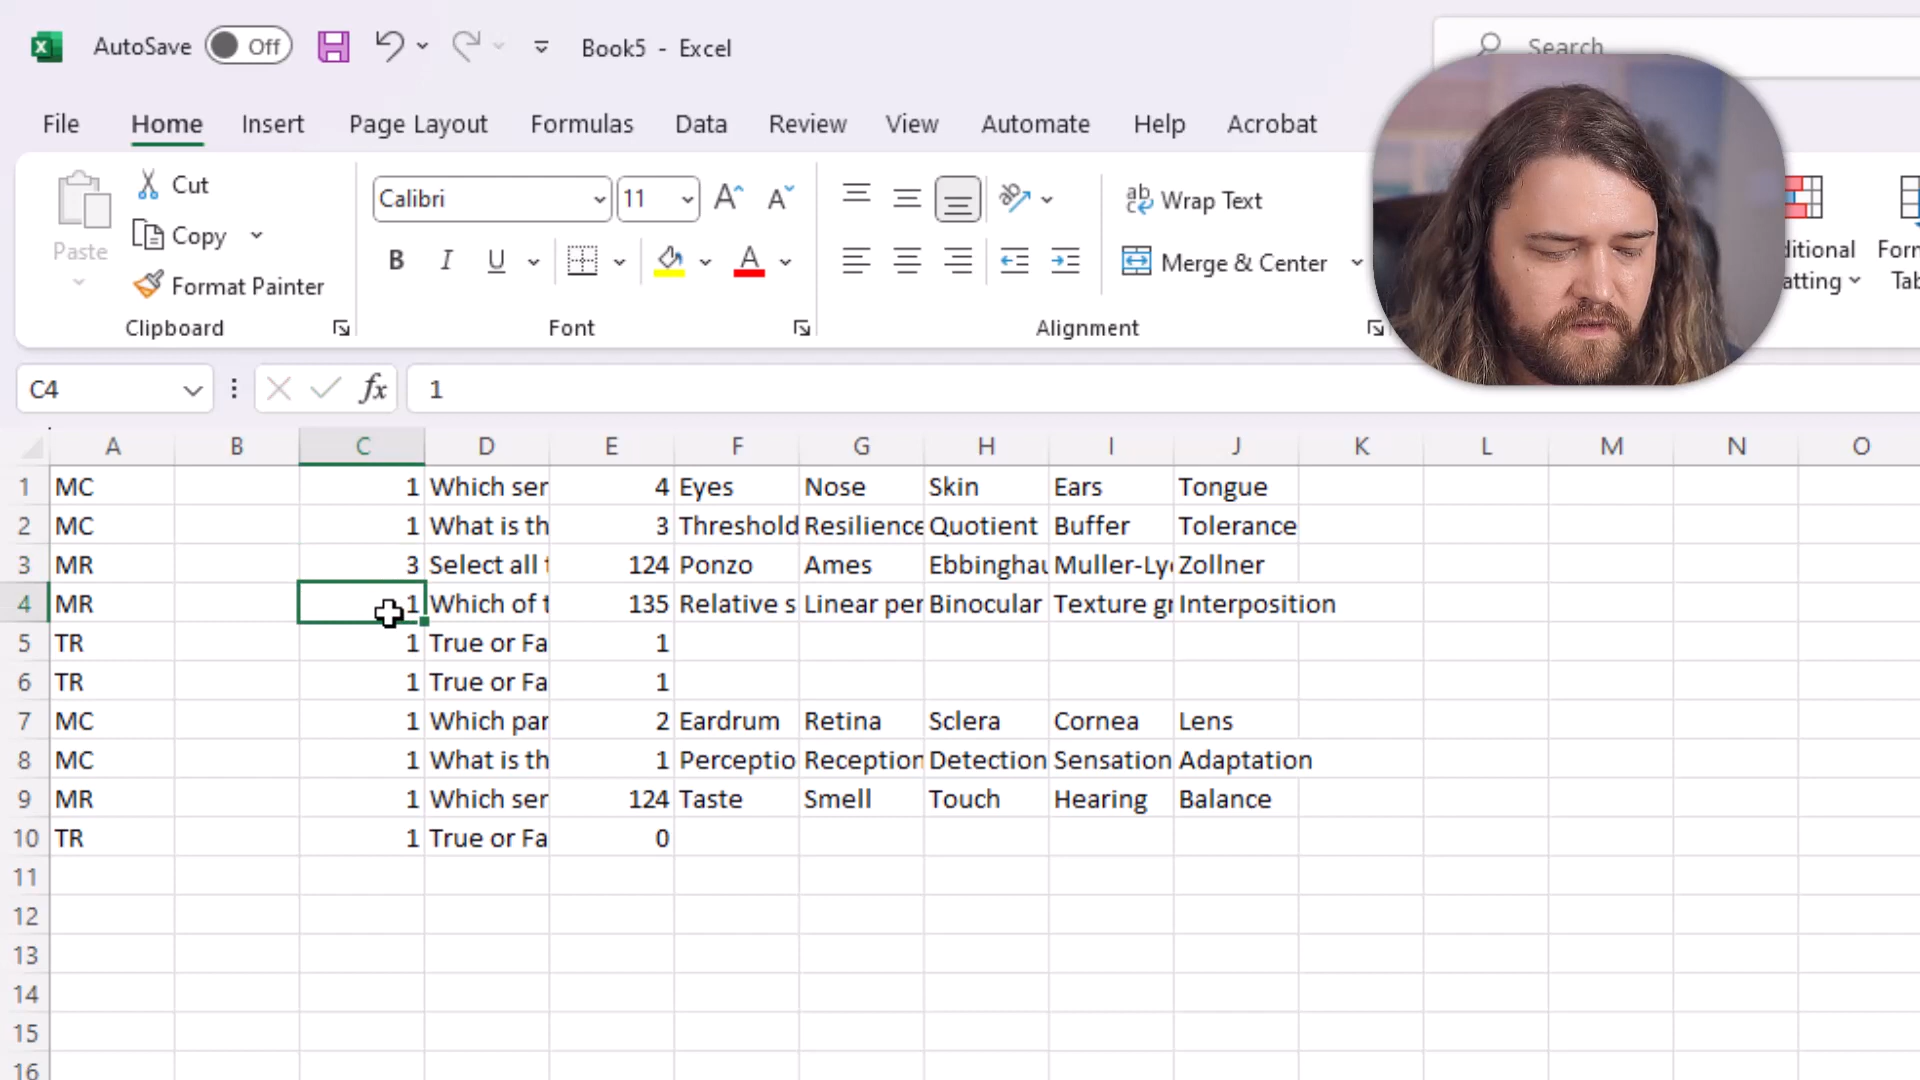 AutoSave Off Book5 - Excel Search
File Home Insert Page Layout Formulas Data Review View Automate Help Acrobat
Paste Cut Copy Format Painter
Calibri 11 Wrap Text
B I U A Merge & Center
Clipboard Font Alignment
C4 fx 1
A B C D E F G H I J K L M N O
1 MC 1 Which ser 4 Eyes Nose Skin Ears Tongue
2 MC 1 What is th 3 Threshold Resilience Quotient Buffer Tolerance
3 MR 3 Select all t 124 Ponzo Ames Ebbinghau Muller-Lye Zollner
4 MR 1 Which of t 135 Relative s Linear per Binocular Texture gr Interposition
5 TR 1 True or Fa 1
6 TR 1 True or Fa 1
7 MC 1 Which par 2 Eardrum Retina Sclera Cornea Lens
8 MC 1 What is th 1 Perceptio Reception Detection Sensation Adaptation
9 MR 1 Which ser 124 Taste Smell Touch Hearing Balance
10 TR 1 True or Fa 0
11
12
13
14
15
16